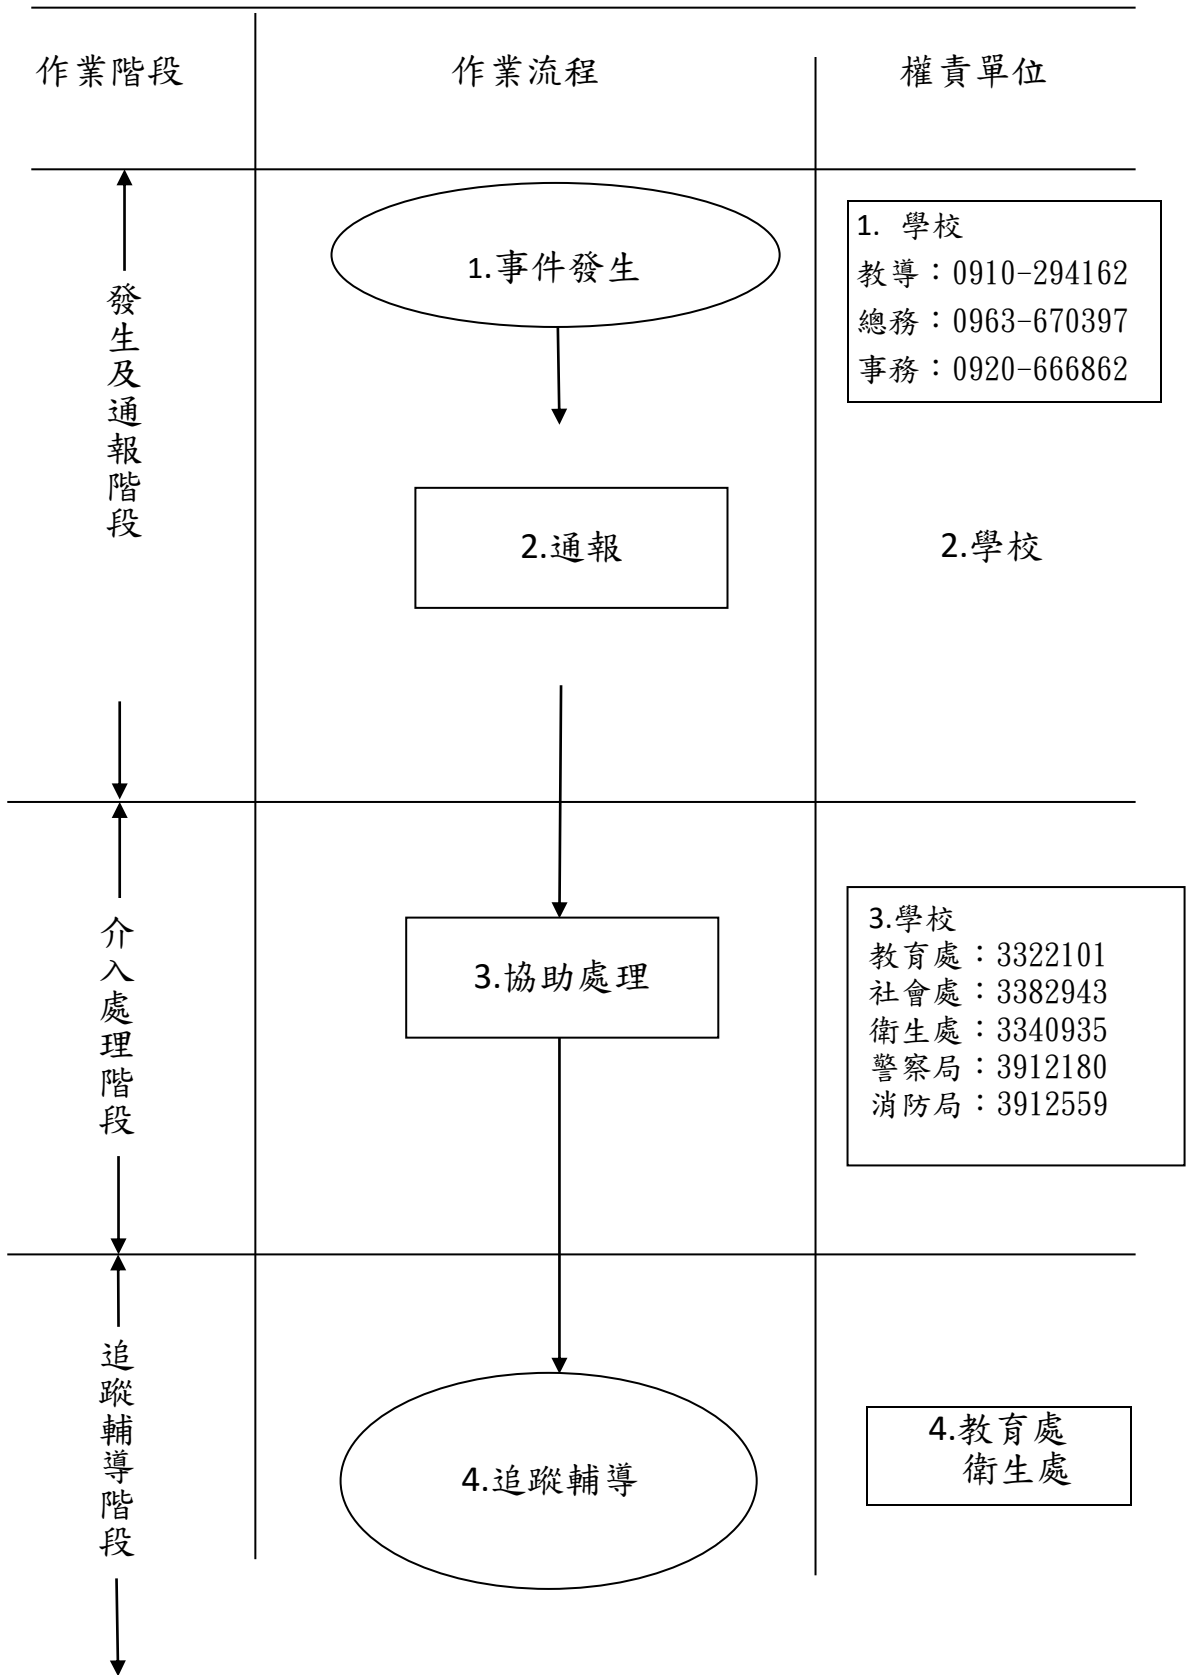 作業階段
作業流程
權責單位
發生及通報階段
1.事件發生
1. 學校
教導：0910-294162
總務：0963-670397
事務：0920-666862
2.通報
2.學校
介入處理階段
3.協助處理
3.學校
教育處：3322101
社會處：3382943
衛生處：3340935
警察局：3912180
消防局：3912559
追蹤輔導階段
4.追蹤輔導
4.教育處
衛生處